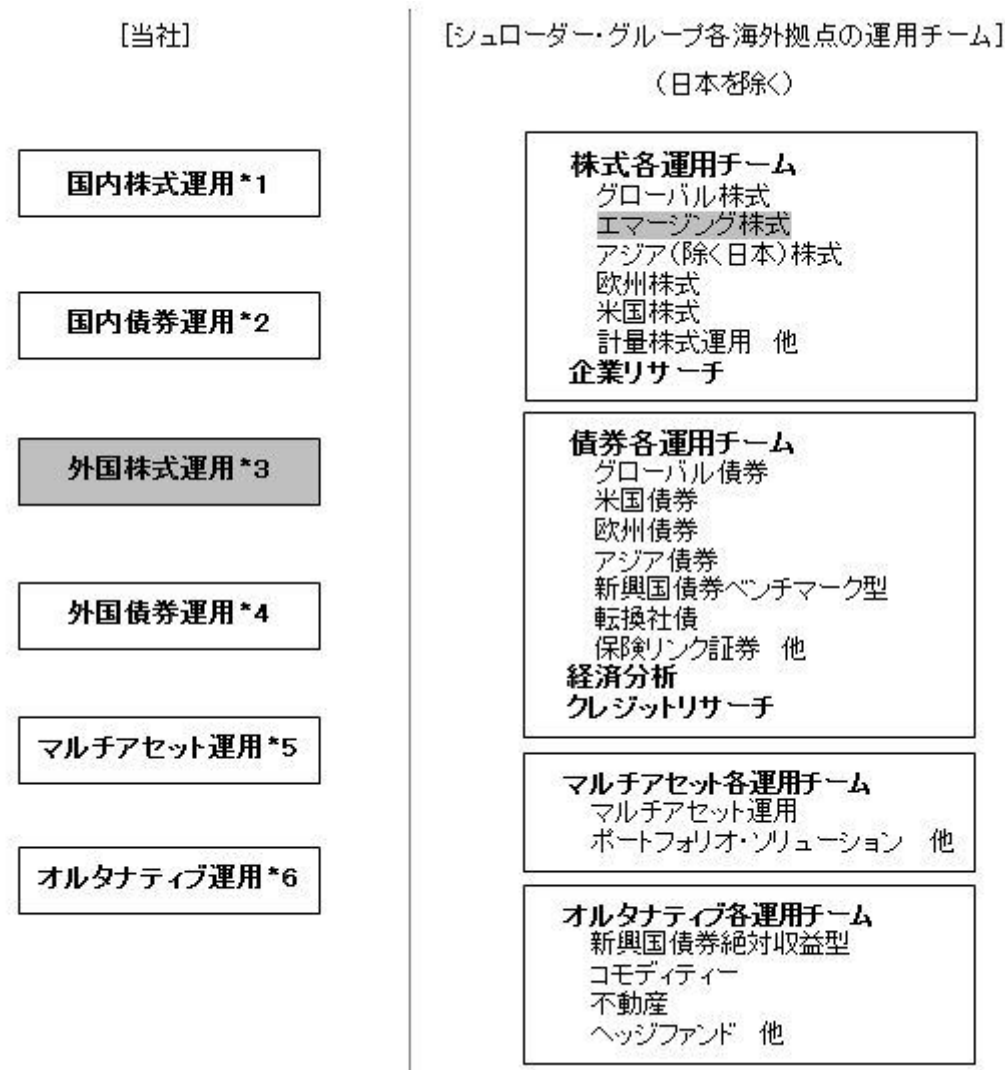 [当社]
国内株式運用*1
国内債券運用*2
外国株式運用*3
外国債券運用*4
マルチアセット運用*5
オルタナティブ運用*6
[シュローダー・グループ各海外拠点の運用チーム]
（日本を除く）
株式各運用チーム
グローバル株式
エマージング株式
アジア(除く日本)株式
欧州株式
米国株式
計量株式運用 他
企業リサーチ
債券各運用チーム
グローバル債券
米国債券
欧州債券
アジア債券
新興国債券ベンチマーク型
転換社債
保険リンク証券 他
経済分析
クレジットリサーチ
マルチアセット各運用チーム
マルチアセット運用
ポートフォリオ・ソリューション 他
オルタナティブ各運用チーム
新興国債券絶対収益型
コモディティー
不動産
ヘッジファンド 他